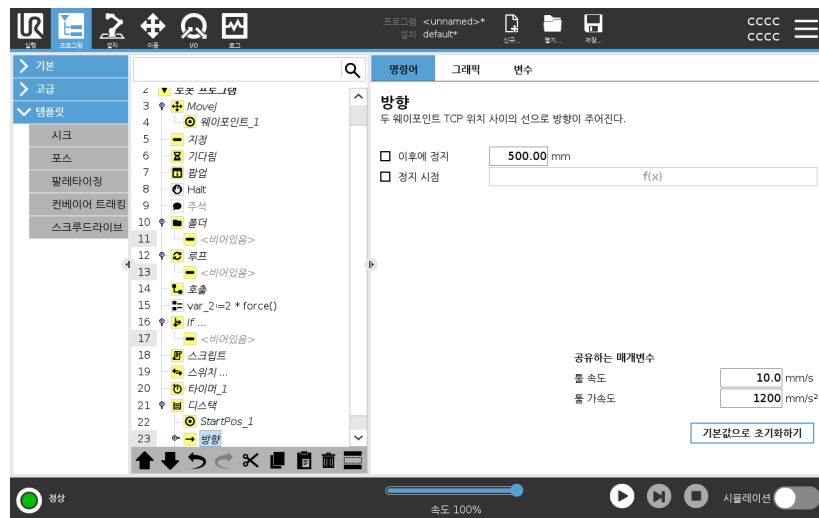 UR
실행
프로그램
설치
이동
I/O
로그
프로그램 <unnamed>*
설치 default*
신규...
열기...
저장...
CCCC
CCCC
기본
고급
템플릿
시크
포스
팔레타이징
컨베이어 트래킹
스크루드라이브
2 로봇 프로그램
3 MoveJ
4 웨이포인트_1
5 지정
6 기다림
7 팝업
8 Halt
9 주석
10 폴더
11 <비어있음>
12 루프
13 <비어있음>
14 호출
15 var_2:=2 * force()
16 If ...
17 <비어있음>
18 스크립트
19 스위치 ...
20 타이머_1
21 디스택
22 StartPos_1
23 방향
명령어 그래픽 변수
방향
두 웨이포인트 TCP 위치 사이의 선으로 방향이 주어진다.
이후에 정지 500.00 mm
정지 시점 f(x)
공유하는 매개변수
툴 속도 10.0 mm/s
툴 가속도 1200 mm/s²
기본값으로 초기화하기
정상
속도 100%
시뮬레이션